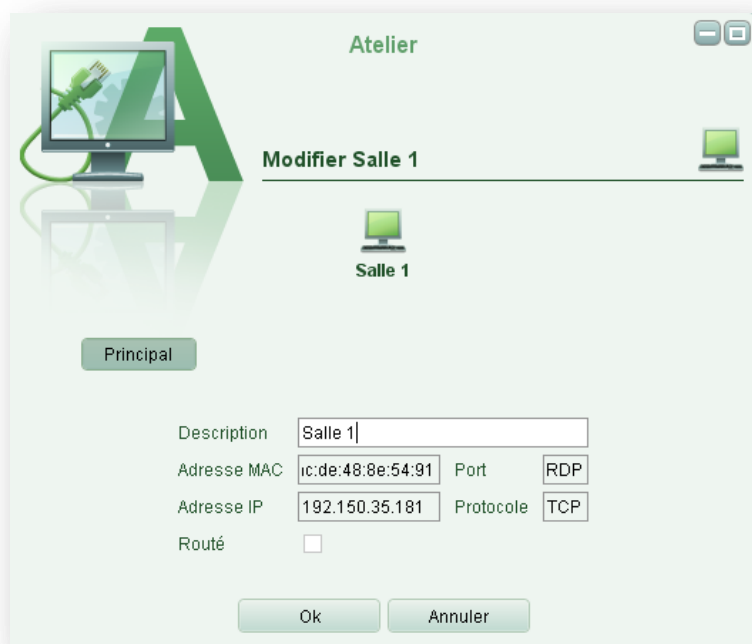 Atelier
Modifier Salle 1
Salle 1
Principal
Description Salle 1
Adresse MAC c:de:48:8e:54:91 Port RDP
Adresse IP 192.150.35.181 Protocole TCP
Routé
Ok Annuler